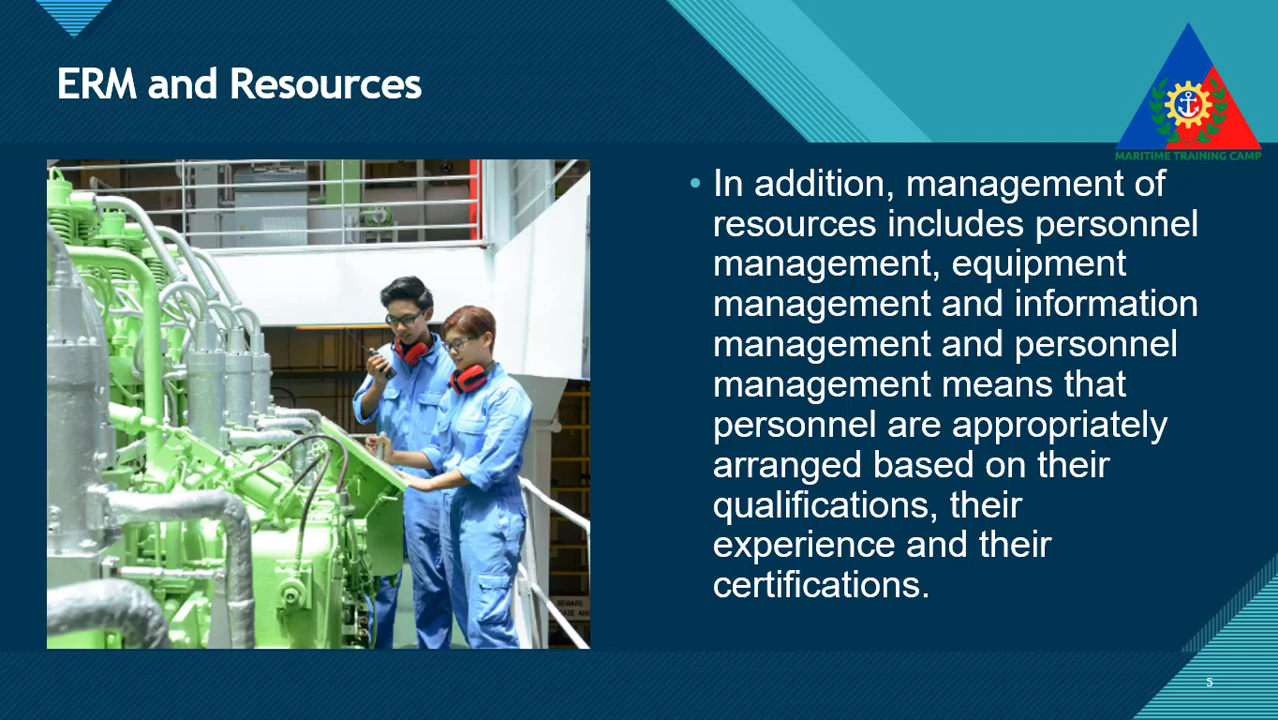 ERM and Resources
MARITIME TRAINING CAMP
• In addition, management of
resources includes personnel
management, equipment
management and information
management and personnel
management means that
personnel are appropriately
arranged based on their
qualifications, their
experience and their
certifications.
BEWARE
5